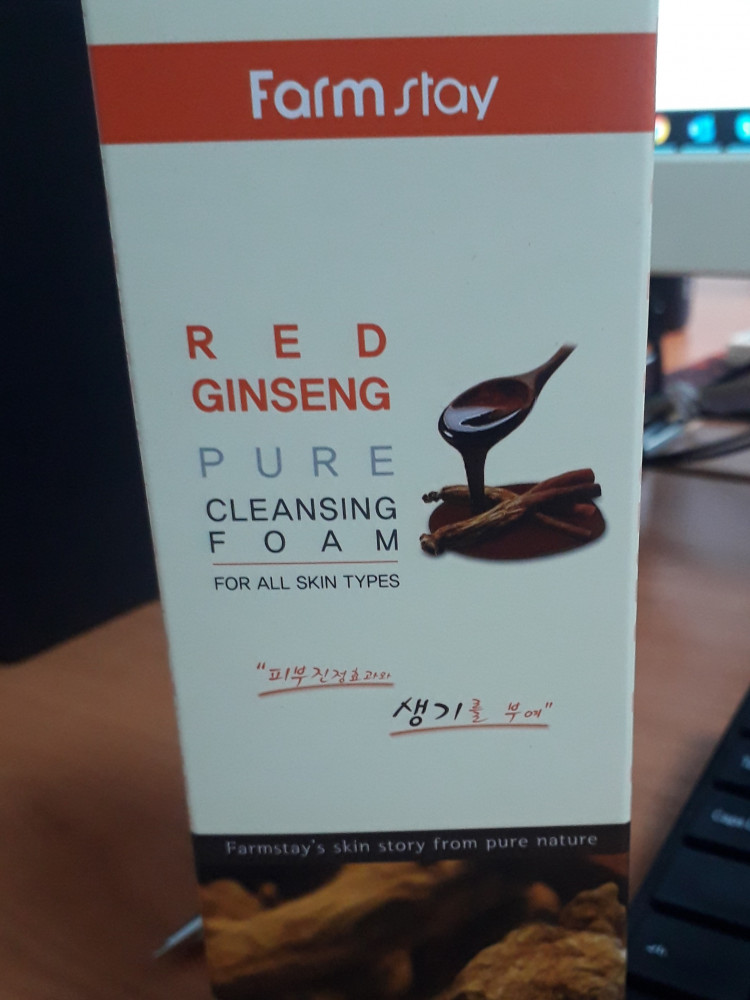 Farm stay
RED
GINSENG
PURE
CLEANSING
FOAM
FOR ALL SKIN TYPES
“피부진정효과와
생기를 부여”
Farmstay's skin story from pure nature